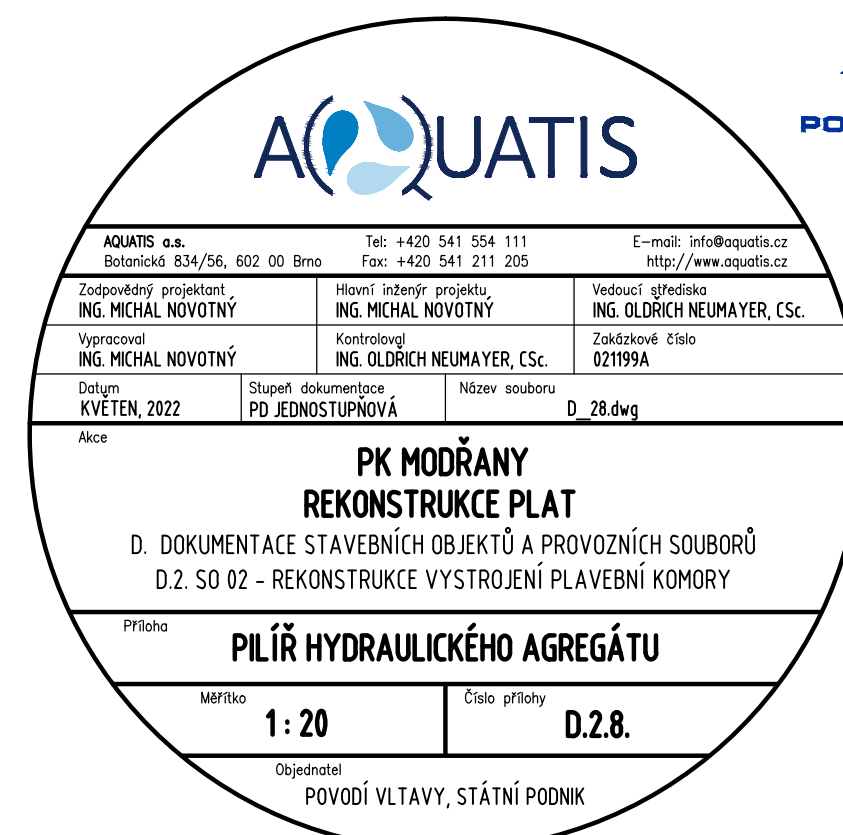 AQUATIS
PO
AQUATIS a.s. Tel: +420 541 554 111 E-mail: info@aquatis.cz
Botanická 834/56, 602 00 Brno Fax: +420 541 211 205 http://www.aquatis.cz
Zodpovědný projektant Hlavní inženýr projektu Vedoucí střediska
ING. MICHAL NOVOTNÝ ING. MICHAL NOVOTNÝ ING. OLDŘICH NEUMAYER, CSc.
Vypracoval Kontroloval Zakázkové číslo
ING. MICHAL NOVOTNÝ ING. OLDŘICH NEUMAYER, CSc. 021199A
Datum Stupeň dokumentace Název souboru
KVĚTEN, 2022 PD JEDNOSTUPŇOVÁ D_28.dwg
Akce
PK MODŘANY
REKONSTRUKCE PLAT
D. DOKUMENTACE STAVEBNÍCH OBJEKTŮ A PROVOZNÍCH SOUBORŮ
D.2. SO 02 - REKONSTRUKCE VYSTROJENÍ PLAVEBNÍ KOMORY
Příloha
PILÍŘ HYDRAULICKÉHO AGREGÁTU
Měřítko Číslo přílohy
1 : 20 D.2.8.
Objednatel
POVODÍ VLTAVY, STÁTNÍ PODNIK